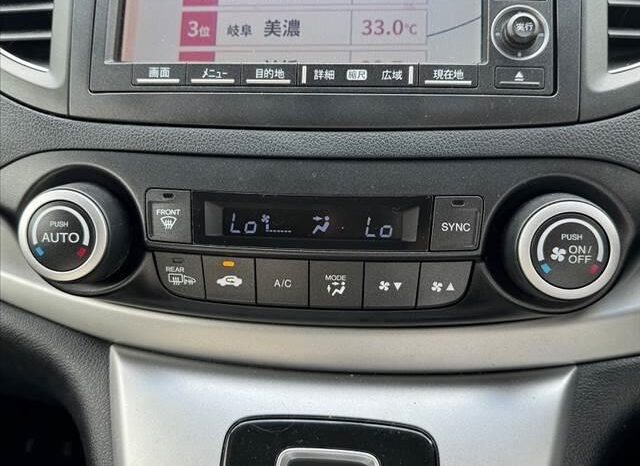 3位 岐阜 美濃 33.0℃
実行
画面 メニュー 目的地 詳細 縮尺 広域 現在地
PUSH
AUTO
FRONT
Lo
Lo
SYNC
PUSH
ON/
OFF
REAR
A/C
MODE